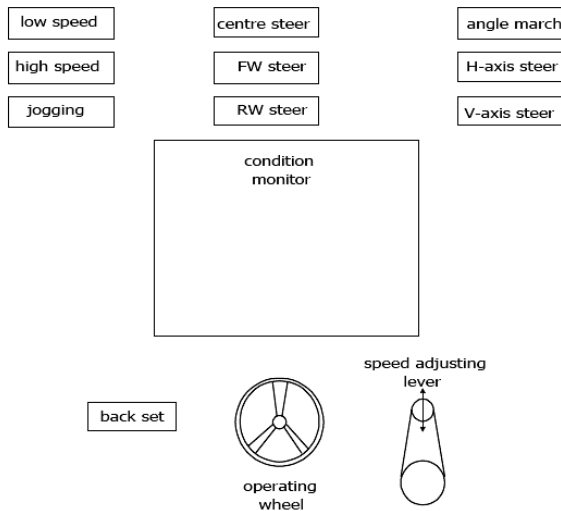 low speed
centre steer
angle march
high speed
FW steer
H-axis steer
jogging
RW steer
V-axis steer
condition
monitor
speed adjusting
lever
back set
operating
wheel